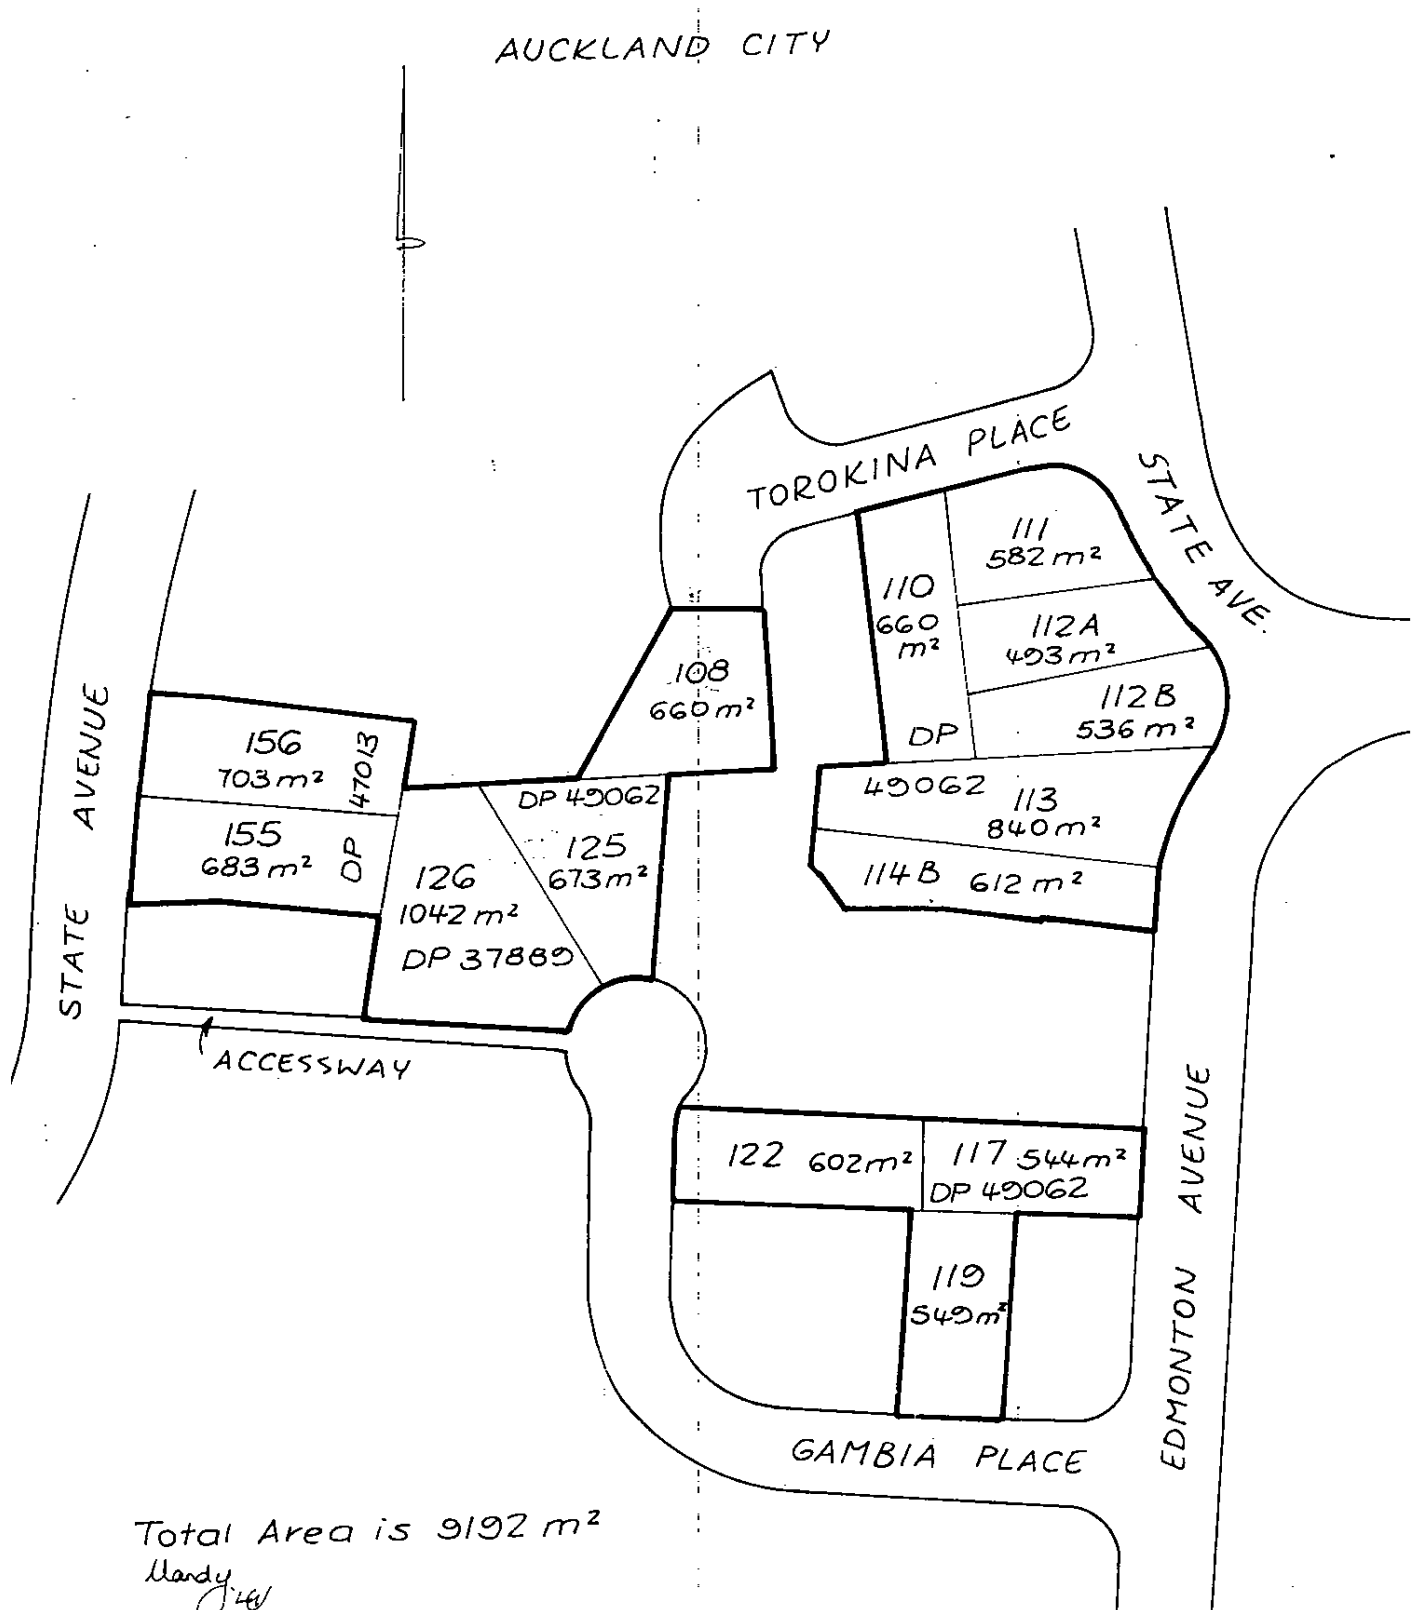 AUCKLAND CITY
TOROKINA PLACE
STATE AVE.
111
582 m²
110
660
m²
112A
493 m²
108
660 m²
112B
536 m²
DP
STATE AVENUE
156
703 m²
47013
DP 49062
49062
113
840 m²
155
683 m²
DP
125
673 m²
126
1042 m²
114B 612 m²
DP 37889
ACCESSWAY
122 602 m²
117 544 m²
DP 49062
EDMONTON AVENUE
119
549 m²
GAMBIA PLACE
Total Area is 9192 m²